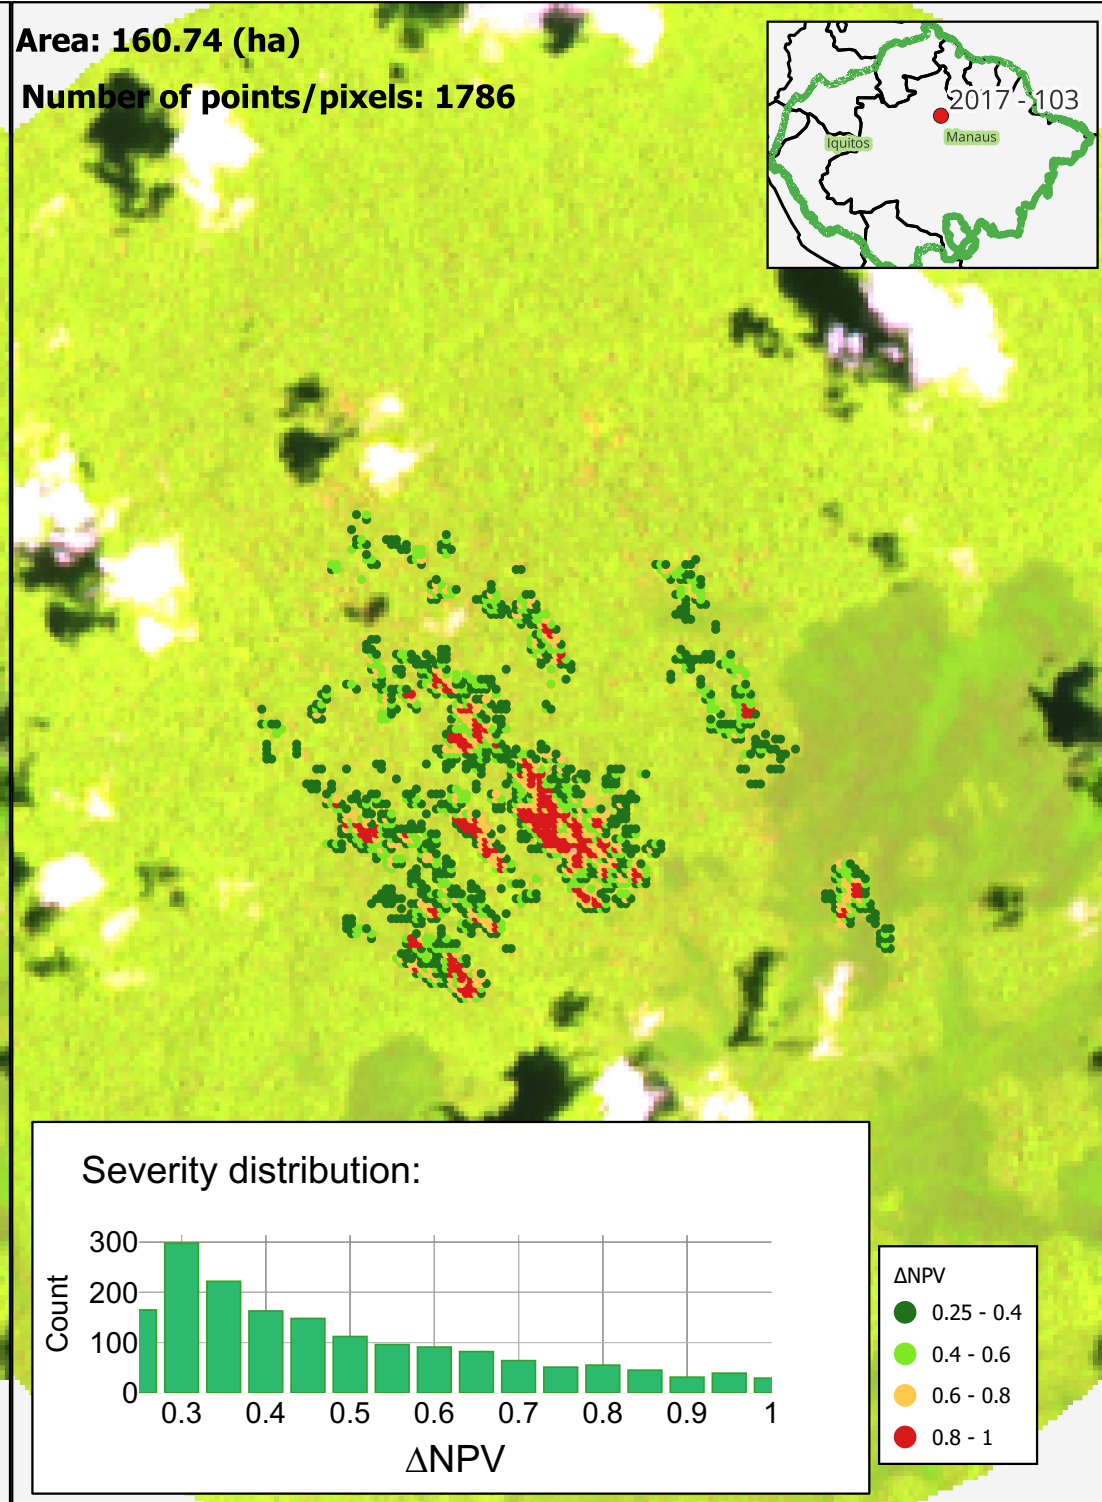 Area: 160.74 (ha)
Number of points/pixels: 1786
2017 - 103
Iquitos
Manaus
Severity distribution:
300
200
100
0
Count
0.3 0.4 0.5 0.6 0.7 0.8 0.9 1
ΔNPV
ΔNPV
0.25 - 0.4
0.4 - 0.6
0.6 - 0.8
0.8 - 1